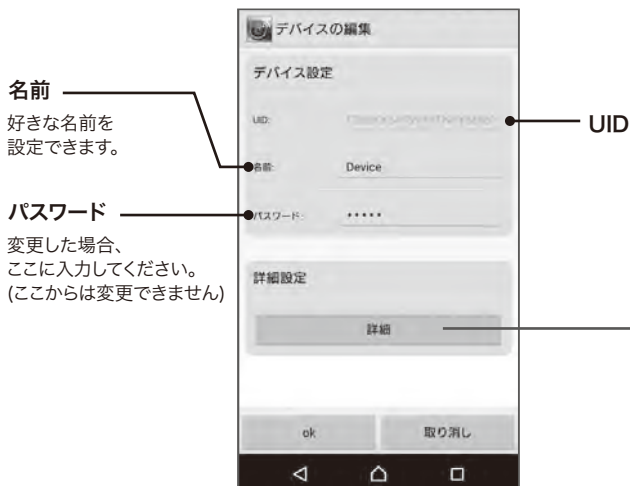 デバイスの編集
デバイス設定
名前
好きな名前を
設定できます。
UID:
UID
名前:
Device
パスワード
パスワード:
•••••
変更した場合、
ここに入力してください。
(ここからは変更できません)
詳細設定
詳細
ok
取り消し